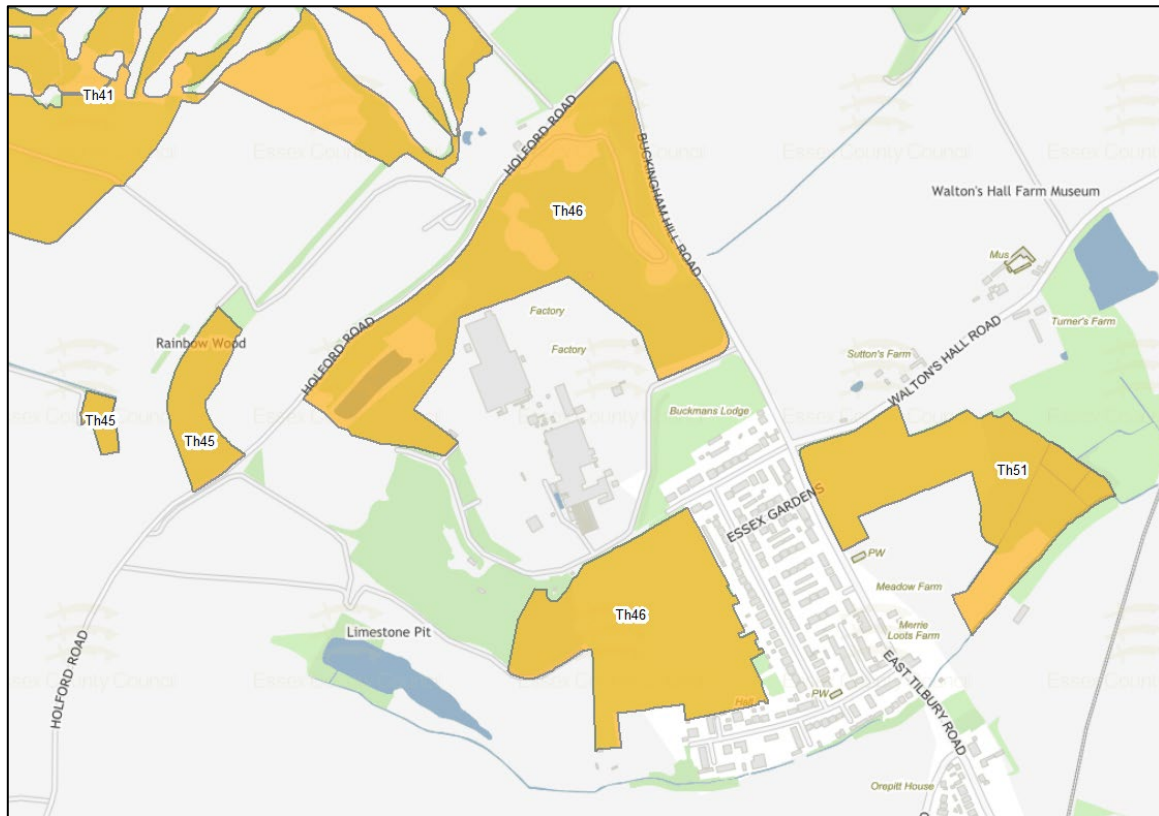 Th41
Essex County Council
HOLFORD ROAD
BUCKINGHAM HILL ROAD
Th46
Walton's Hall Farm Museum
Mus
Factory
Turner's Farm
Rainbow Wood
HOLFORD ROAD
Factory
Sutton's Farm
WALTON'S HALL ROAD
Th45
Th45
Buckmans Lodge
Th51
ESSEX GARDENS
PW
Meadow Farm
Th46
Merrie
Loots Farm
Limestone Pit
HOLFORD ROAD
EAST TILBURY ROAD
Hall
PW
Orepitt House